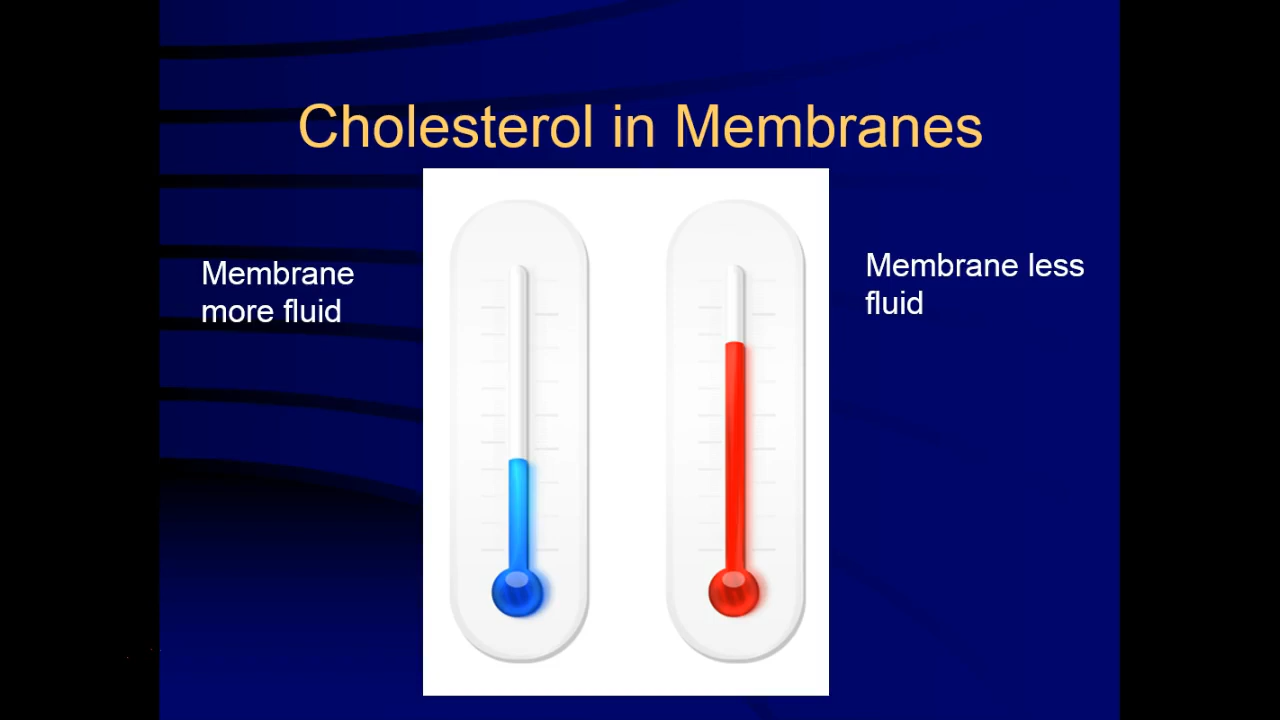 Cholesterol in Membranes
Membrane
more fluid
Membrane less
fluid